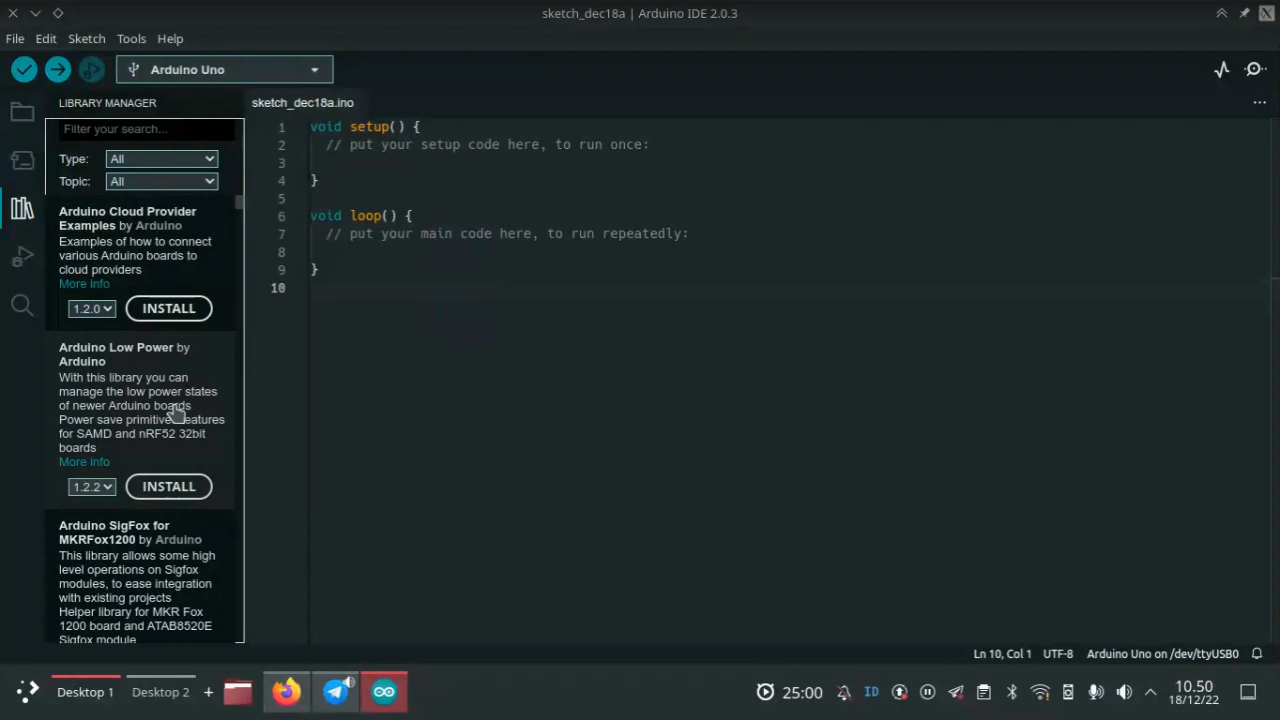 sketch_dec18a | Arduino IDE 2.0.3
File Edit Sketch Tools Help
Arduino Uno
LIBRARY MANAGER
Filter your search...
Type: All
Topic: All
Arduino Cloud Provider
Examples by Arduino
Examples of how to connect
various Arduino boards to
cloud providers
More info
1.2.0 INSTALL
Arduino Low Power by
Arduino
With this library you can
manage the low power states
of newer Arduino boards
Power save primitive features
for SAMD and nRF52 32bit
boards
More info
1.2.2 INSTALL
Arduino SigFox for
MKRFox1200 by Arduino
This library allows some high
level operations on Sigfox
modules, to ease integration
with existing projects
Helper library for MKR Fox
1200 board and ATAB8520E
Sigfox module
sketch_dec18a.ino
1 void setup() {
2 // put your setup code here, to run once:
3
4 }
5
6 void loop() {
7 // put your main code here, to run repeatedly:
8
9 }
10
Ln 10, Col 1 UTF-8 Arduino Uno on /dev/ttyUSB0
Desktop 1 Desktop 2 + 25:00 ID 10.50
18/12/22